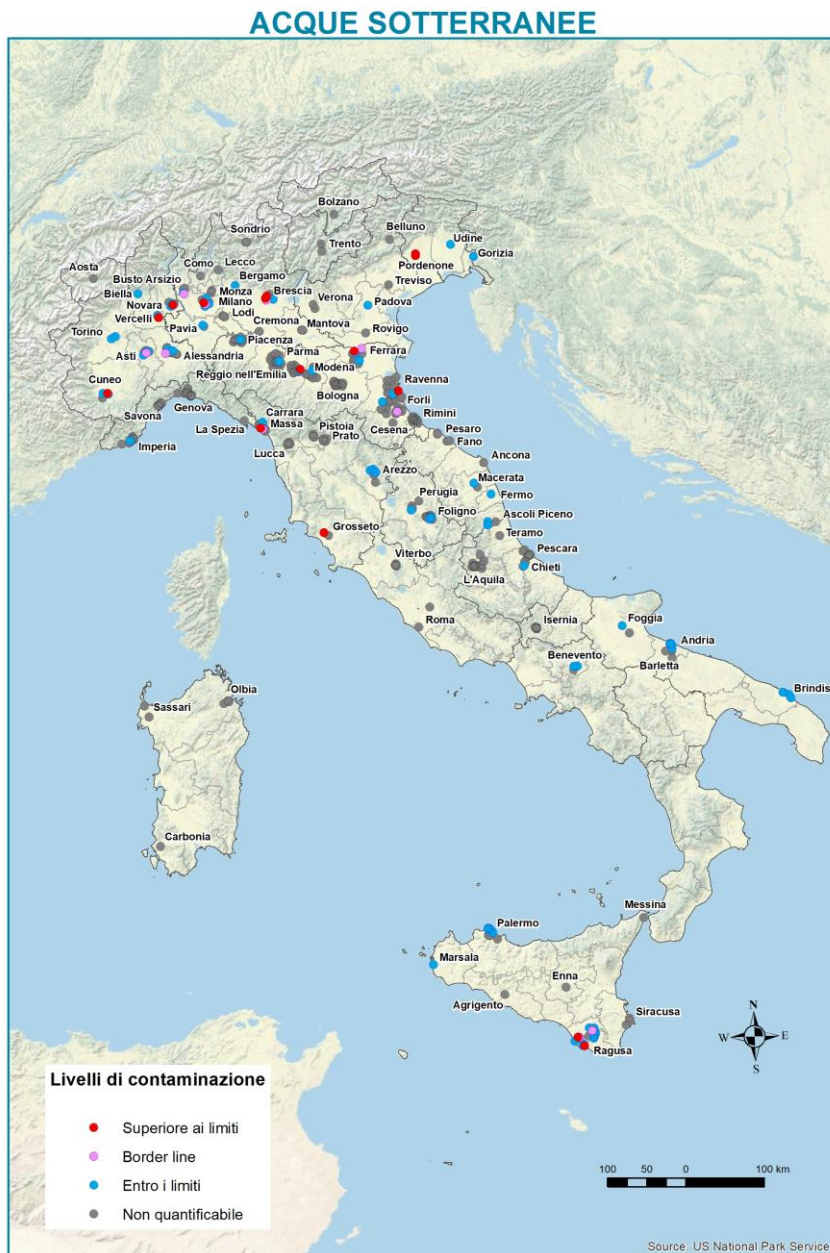 ACQUE SOTTERRANEE
Bolzano
Sondrio
Belluno
Udine
Trento
Gorizia
Como
Lecco
Pordenone
Aosta
Busto Arsizio
Bergamo
Treviso
Biella
Monza
Brescia
Verona
Novara
Milano
Padova
Vercelli
Lodi
Torino
Pavia
Cremona
Mantova
Rovigo
Piacenza
Asti
Alessandria
Parma
Ferrara
Reggio nell'Emilia
Modena
Cuneo
Ravenna
Bologna
Forlì
Savona
Genova
Carrara
Rimini
La Spezia
Massa
Pistoia
Cesena
Pesaro
Imperia
Prato
Fano
Lucca
Ancona
Arezzo
Macerata
Perugia
Fermo
Foligno
Ascoli Piceno
Grosseto
Teramo
Viterbo
Pescara
L'Aquila
Chieti
Roma
Isernia
Foggia
Andria
Benevento
Barletta
Brindis
Olbia
Sassari
Carbonia
Messina
Palermo
Marsala
Enna
Agrigento
Siracusa
Ragusa
N
W
E
S
Livelli di contaminazione
Superiore ai limiti
Border line
Entro i limiti
Non quantificabile
100 50 0 100 km
Source: US National Park Service